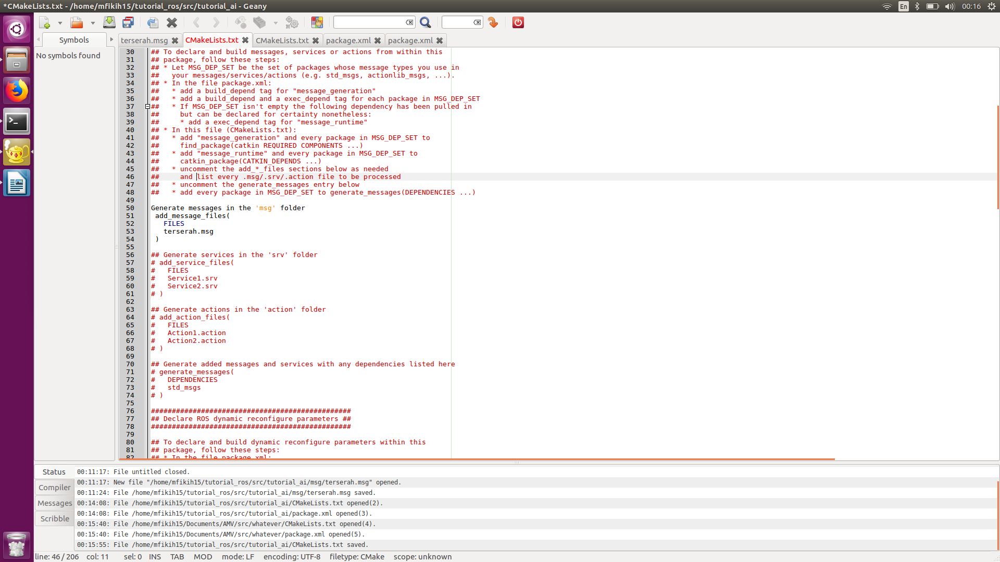 *CMakeLists.txt - /home/mfikih15/tutorial_ros/src/tutorial_ai - Geany
En
00:16
Symbols
terserah.msg
CMakeLists.txt
CMakeLists.txt
package.xml
package.xml
No symbols found
30 ## To declare and build messages, services or actions from within this
31 ## package, follow these steps:
32 ## * Let MSG_DEP_SET be the set of packages whose message types you use in
33 ##   your messages/services/actions (e.g. std_msgs, actionlib_msgs, ...).
34 ## * In the file package.xml:
35 ##   * add a build_depend tag for "message_generation"
36 ##   * add a build_depend and a exec_depend tag for each package in MSG_DEP_SET
37 ##   * If MSG_DEP_SET isn't empty the following dependency has been pulled in
38 ##     but can be declared for certainty nonetheless:
39 ##     * add a exec_depend tag for "message_runtime"
40 ## * In this file (CMakeLists.txt):
41 ##   * add "message_generation" and every package in MSG_DEP_SET to
42 ##     find_package(catkin REQUIRED COMPONENTS ...)
43 ##   * add "message_runtime" and every package in MSG_DEP_SET to
44 ##     catkin_package(CATKIN_DEPENDS ...)
45 ##   * uncomment the add_*_files sections below as needed
46 ##     and list every .msg/.srv/.action file to be processed
47 ##   * uncomment the generate_messages entry below
48 ##   * add every package in MSG_DEP_SET to generate_messages(DEPENDENCIES ...)
49
50 Generate messages in the 'msg' folder
51  add_message_files(
52    FILES
53    terserah.msg
54  )
55
56 ## Generate services in the 'srv' folder
57 # add_service_files(
58 #   FILES
59 #   Service1.srv
60 #   Service2.srv
61 # )
62
63 ## Generate actions in the 'action' folder
64 # add_action_files(
65 #   FILES
66 #   Action1.action
67 #   Action2.action
68 # )
69
70 ## Generate added messages and services with any dependencies listed here
71 # generate_messages(
72 #   DEPENDENCIES
73 #   std_msgs
74 # )
75
76 ################################################
77 ## Declare ROS dynamic reconfigure parameters ##
78 ################################################
79
80 ## To declare and build dynamic reconfigure parameters within this
81 ## package, follow these steps:
82 ## * In the file package.xml:
Status
Compiler
Messages
Scribble
00:11:17: File untitled closed.
00:11:17: New file "/home/mfikih15/tutorial_ros/src/tutorial_ai/msg/terserah.msg" opened.
00:11:24: File /home/mfikih15/tutorial_ros/src/tutorial_ai/msg/terserah.msg saved.
00:14:08: File /home/mfikih15/tutorial_ros/src/tutorial_ai/CMakeLists.txt opened(2).
00:14:08: File /home/mfikih15/tutorial_ros/src/tutorial_ai/package.xml opened(3).
00:15:40: File /home/mfikih15/Documents/AMV/src/whatever/CMakeLists.txt opened(4).
00:15:40: File /home/mfikih15/Documents/AMV/src/whatever/package.xml opened(5).
00:15:55: File /home/mfikih15/tutorial_ros/src/tutorial_ai/CMakeLists.txt saved.
line: 46 / 206 col: 11 sel: 0 INS TAB MOD mode: LF encoding: UTF-8 filetype: CMake scope: unknown